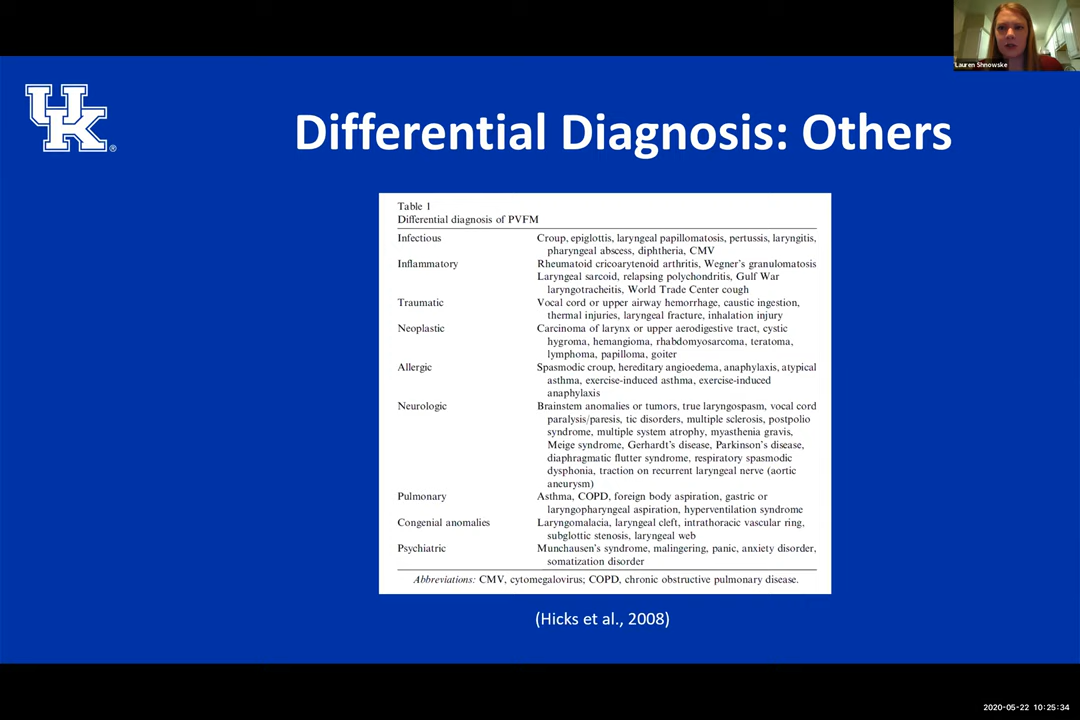 Lauren Shnowske
UK
®
Differential Diagnosis: Others
Table 1
Differential diagnosis of PVFM
Infectious Croup, epiglottis, laryngeal papillomatosis, pertussis, laryngitis,
pharyngeal abscess, diphtheria, CMV
Inflammatory Rheumatoid cricoarytenoid arthritis, Wegner's granulomatosis
Laryngeal sarcoid, relapsing polychondritis, Gulf War
laryngotracheitis, World Trade Center cough
Traumatic Vocal cord or upper airway hemorrhage, caustic ingestion,
thermal injuries, laryngeal fracture, inhalation injury
Neoplastic Carcinoma of larynx or upper aerodigestive tract, cystic
hygroma, hemangioma, rhabdomyosarcoma, teratoma,
lymphoma, papilloma, goiter
Allergic Spasmodic croup, hereditary angioedema, anaphylaxis, atypical
asthma, exercise-induced asthma, exercise-induced
anaphylaxis
Neurologic Brainstem anomalies or tumors, true laryngospasm, vocal cord
paralysis/paresis, tic disorders, multiple sclerosis, postpolio
syndrome, multiple system atrophy, myasthenia gravis,
Meige syndrome, Gerhardt's disease, Parkinson's disease,
diaphragmatic flutter syndrome, respiratory spasmodic
dysphonia, traction on recurrent laryngeal nerve (aortic
aneurysm)
Pulmonary Asthma, COPD, foreign body aspiration, gastric or
laryngopharyngeal aspiration, hyperventilation syndrome
Congenial anomalies Laryngomalacia, laryngeal cleft, intrathoracic vascular ring,
subglottic stenosis, laryngeal web
Psychiatric Munchausen's syndrome, malingering, panic, anxiety disorder,
somatization disorder
Abbreviations: CMV, cytomegalovirus; COPD, chronic obstructive pulmonary disease.
(Hicks et al., 2008)
2020-05-22 10:25:34